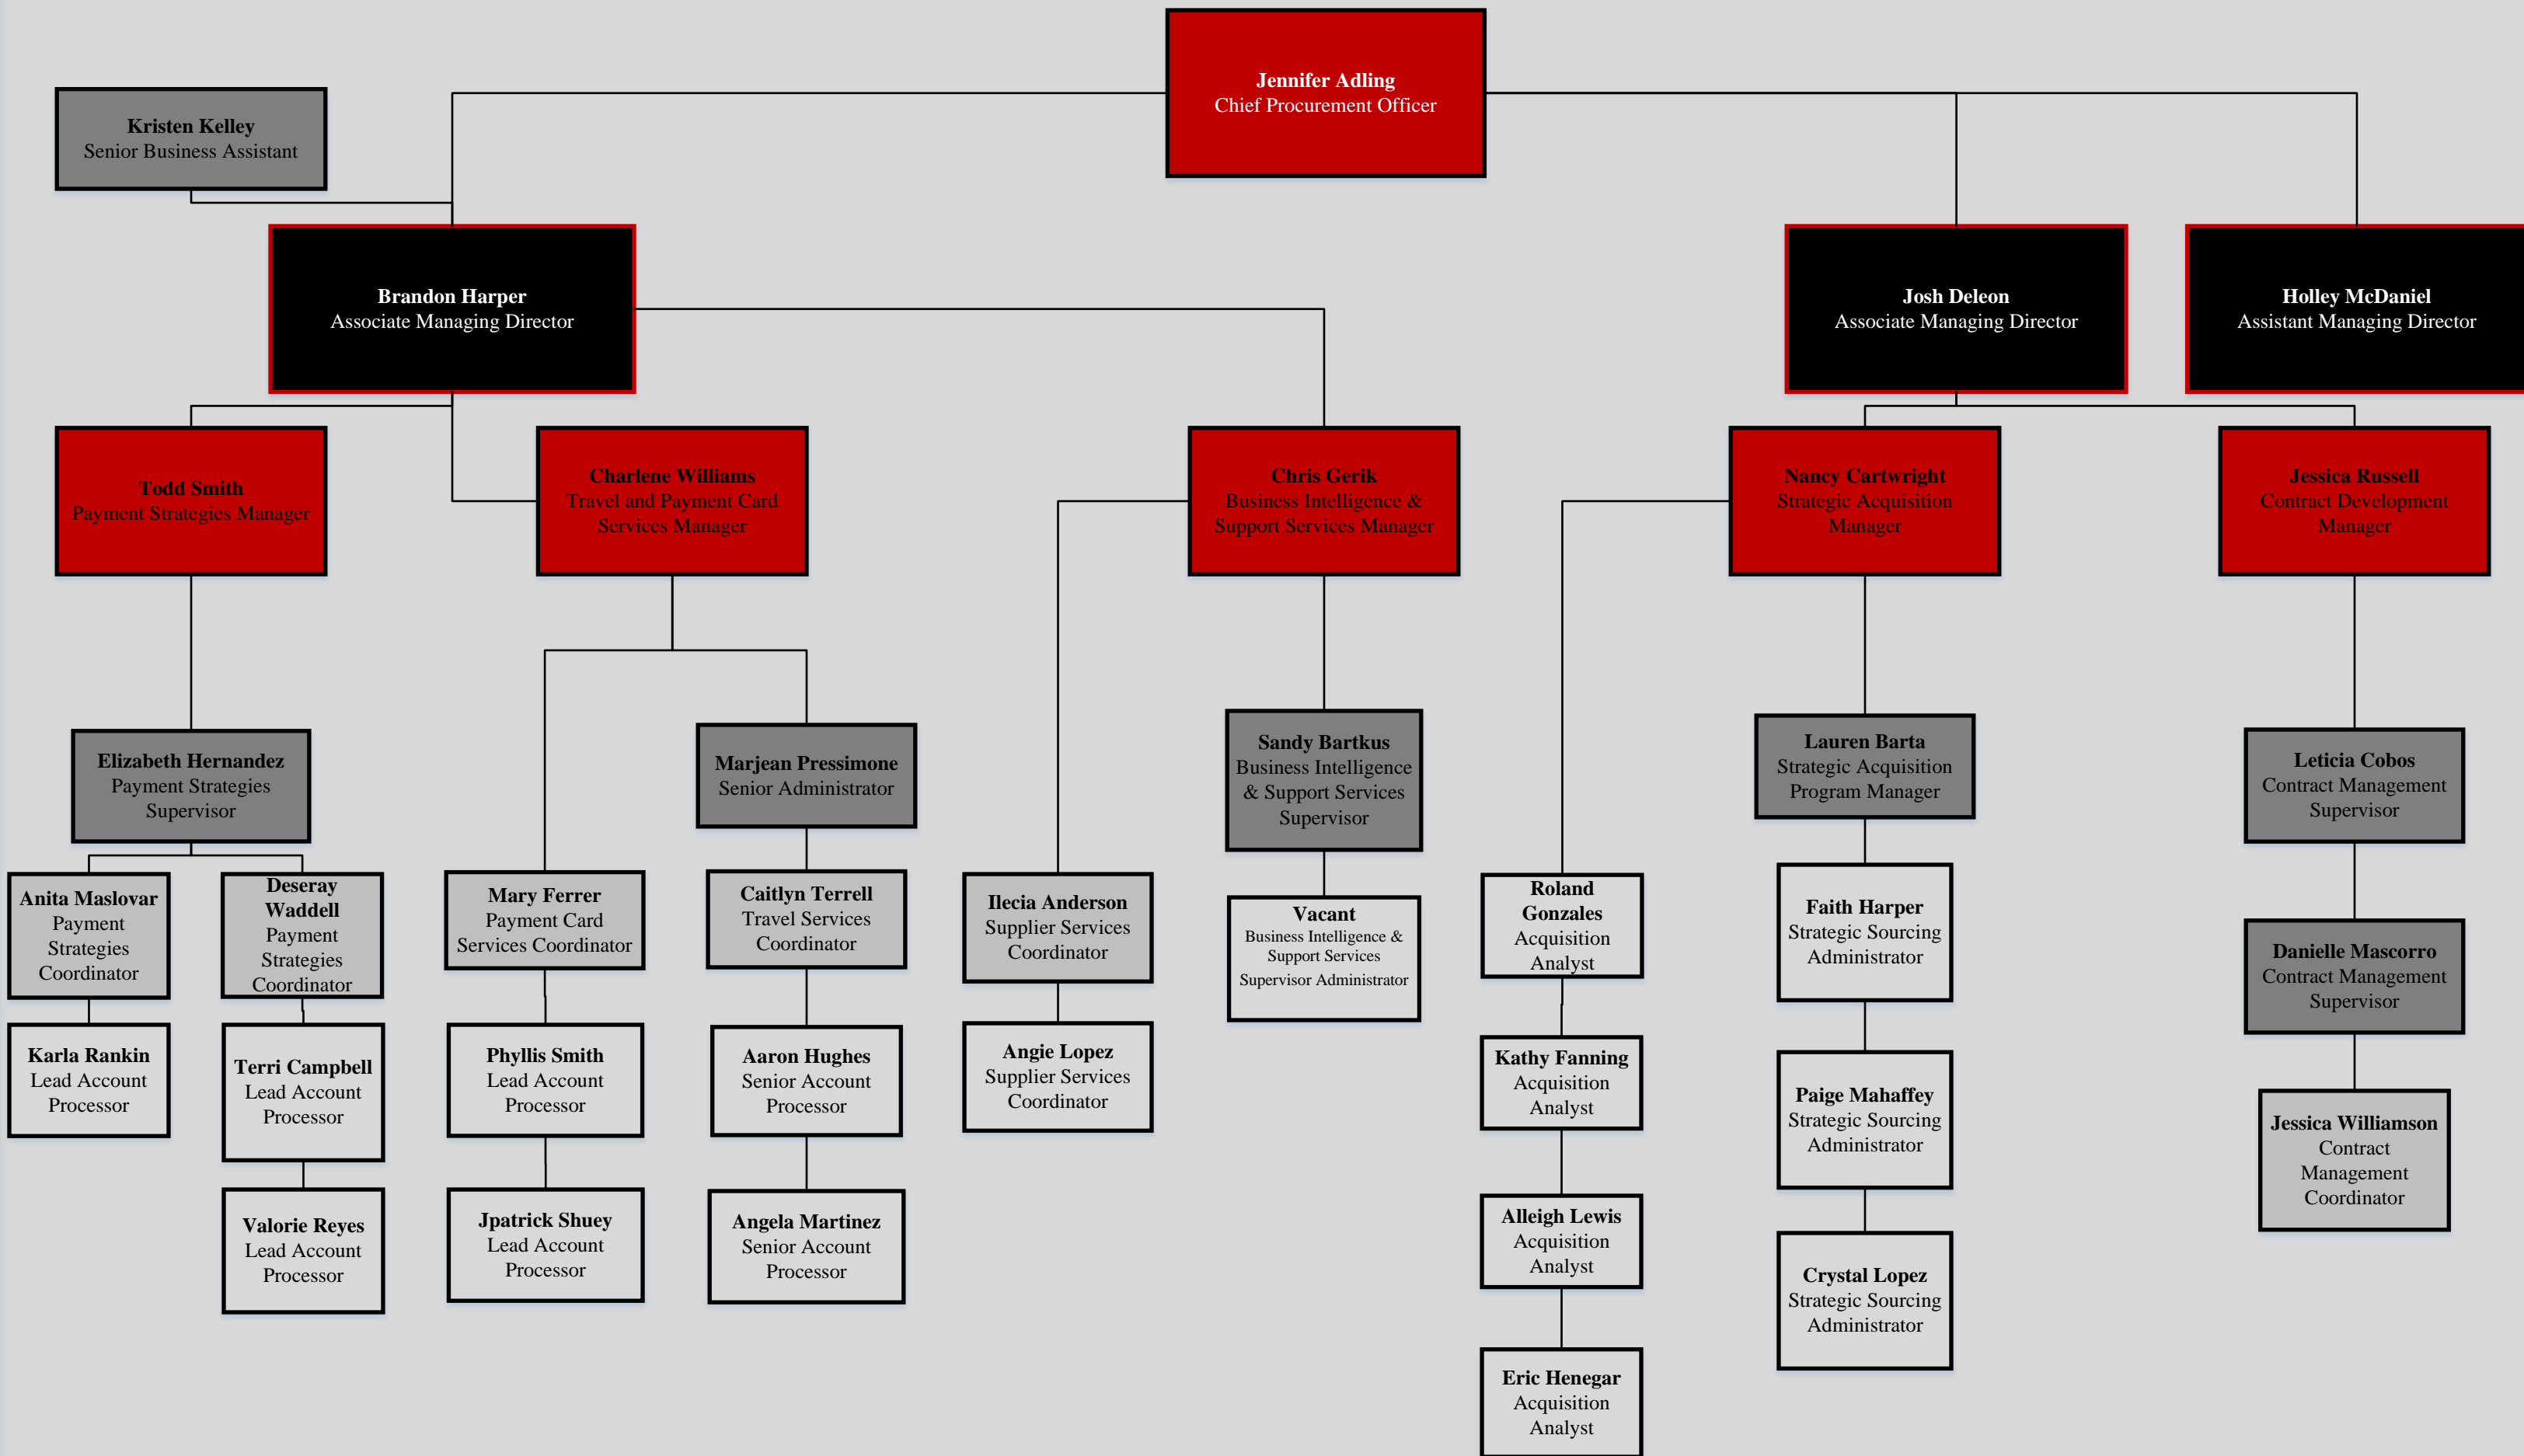 Jennifer Adling
Chief Procurement Officer
Kristen Kelley
Senior Business Assistant
Brandon Harper
Associate Managing Director
Josh Deleon
Associate Managing Director
Holley McDaniel
Assistant Managing Director
Todd Smith
Payment Strategies Manager
Charlene Williams
Travel and Payment Card
Services Manager
Chris Gerik
Business Intelligence &
Support Services Manager
Nancy Cartwright
Strategic Acquisition
Manager
Jessica Russell
Contract Development
Manager
Elizabeth Hernandez
Payment Strategies
Supervisor
Marjean Pressimone
Senior Administrator
Sandy Bartkus
Business Intelligence
& Support Services
Supervisor
Lauren Barta
Strategic Acquisition
Program Manager
Leticia Cobos
Contract Management
Supervisor
Anita Maslovar
Payment
Strategies
Coordinator
Deseray
Waddell
Payment
Strategies
Coordinator
Mary Ferrer
Payment Card
Services Coordinator
Caitlyn Terrell
Travel Services
Coordinator
Ilecia Anderson
Supplier Services
Coordinator
Vacant
Business Intelligence &
Support Services
Supervisor Administrator
Roland
Gonzales
Acquisition
Analyst
Faith Harper
Strategic Sourcing
Administrator
Danielle Mascorro
Contract Management
Supervisor
Karla Rankin
Lead Account
Processor
Terri Campbell
Lead Account
Processor
Phyllis Smith
Lead Account
Processor
Aaron Hughes
Senior Account
Processor
Angie Lopez
Supplier Services
Coordinator
Kathy Fanning
Acquisition
Analyst
Paige Mahaffey
Strategic Sourcing
Administrator
Jessica Williamson
Contract
Management
Coordinator
Valorie Reyes
Lead Account
Processor
Jpatrick Shuey
Lead Account
Processor
Angela Martinez
Senior Account
Processor
Alleigh Lewis
Acquisition
Analyst
Crystal Lopez
Strategic Sourcing
Administrator
Eric Henegar
Acquisition
Analyst